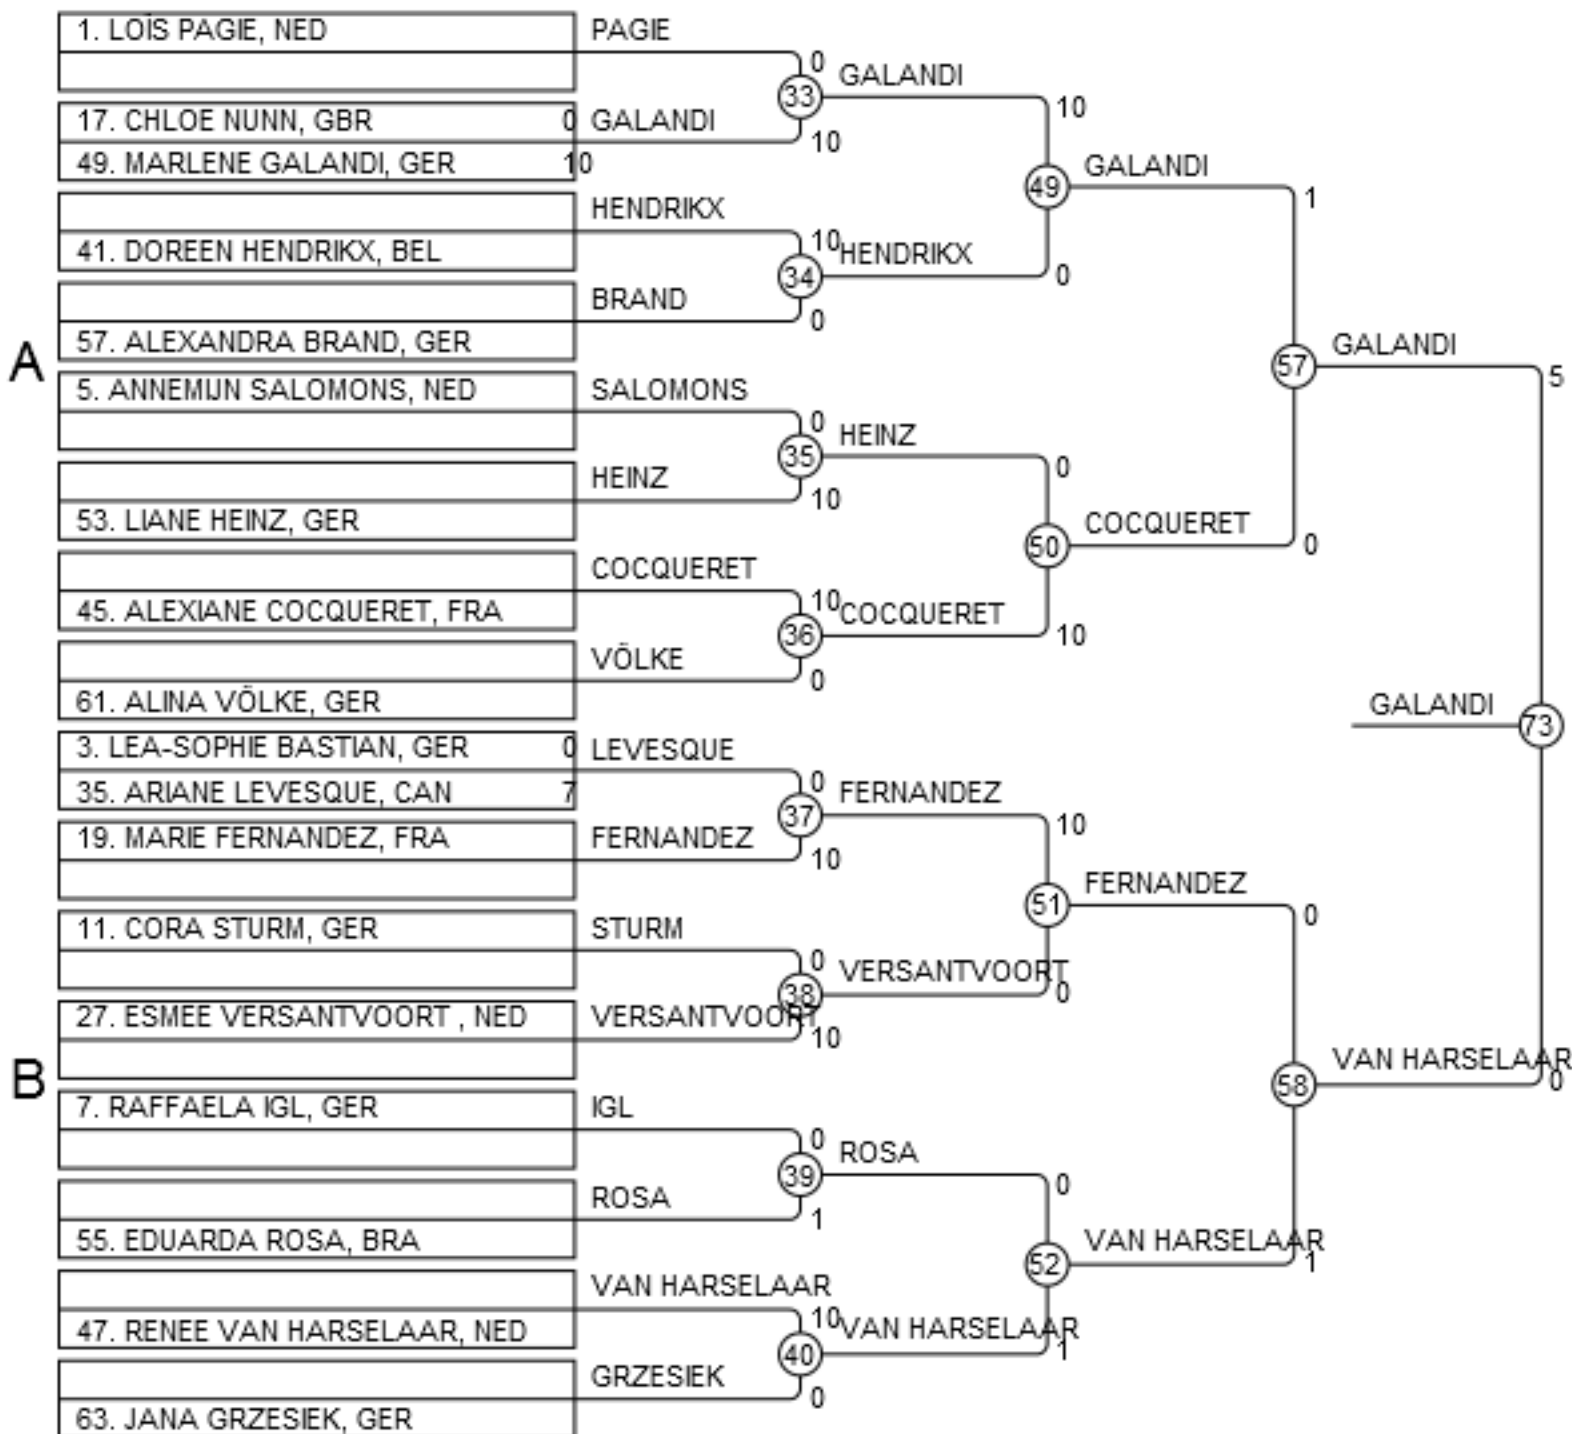 1. LOÏS PAGIE, NED
PAGIE
0
GALANDI
33
10
17. CHLOE NUNN, GBR 0
GALANDI
10
49. MARLENE GALANDI, GER 10
GALANDI
49
1
HENDRIKX
10
41. DOREEN HENDRIKX, BEL
HENDRIKX
34
0
BRAND
0
57. ALEXANDRA BRAND, GER
GALANDI
57
5
A
5. ANNEMIJN SALOMONS, NED
SALOMONS
0
HEINZ
35
0
HEINZ
10
53. LIANE HEINZ, GER
COCQUERET
50
0
COCQUERET
10
45. ALEXIANE COCQUERET, FRA
COCQUERET
36
10
VÖLKE
0
61. ALINA VÖLKE, GER
GALANDI
73
3. LEA-SOPHIE BASTIAN, GER 0
LEVESQUE
0
35. ARIANE LEVESQUE, CAN 7
FERNANDEZ
37
10
19. MARIE FERNANDEZ, FRA
FERNANDEZ
10
FERNANDEZ
51
0
11. CORA STURM, GER
STURM
0
VERSANTVOORT
38
0
27. ESMEE VERSANTVOORT , NED
VERSANTVOORT
10
VAN HARSELAAR
58
0
B
7. RAFFAELA IGL, GER
IGL
0
ROSA
39
0
ROSA
1
55. EDUARDA ROSA, BRA
VAN HARSELAAR
52
1
VAN HARSELAAR
10
47. RENEE VAN HARSELAAR, NED
VAN HARSELAAR
40
1
GRZESIEK
0
63. JANA GRZESIEK, GER